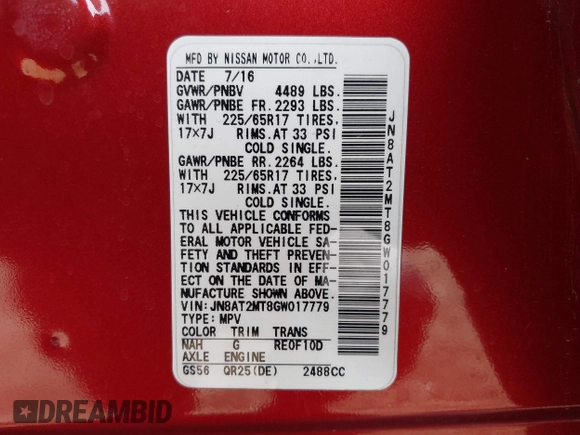 MFD BY NISSAN MOTOR CO.,LTD.
DATE 7/16
GVWR/PNBV 4489 LBS.
GAWR/PNBE FR. 2293 LBS.
WITH 225/65R17 TIRES,
17×7J RIMS. AT 33 PSI
COLD SINGLE.
GAWR/PNBE RR. 2264 LBS.
WITH 225/65R17 TIRES,
17×7J RIMS. AT 33 PSI
COLD SINGLE.
THIS VEHICLE CONFORMS
TO ALL APPLICABLE FED-
ERAL MOTOR VEHICLE SA-
FETY AND THEFT PREVEN-
TION STANDARDS IN EFF-
ECT ON THE DATE OF MA-
NUFACTURE SHOWN ABOVE.
VIN: JN8AT2MT8GW017779
TYPE: MPV
COLOR TRIM TRANS
NAH G RE0F10D
AXLE ENGINE
GS56 QR25(DE) 2488CC
JN8AT2MT8GW017779
DREAMBID